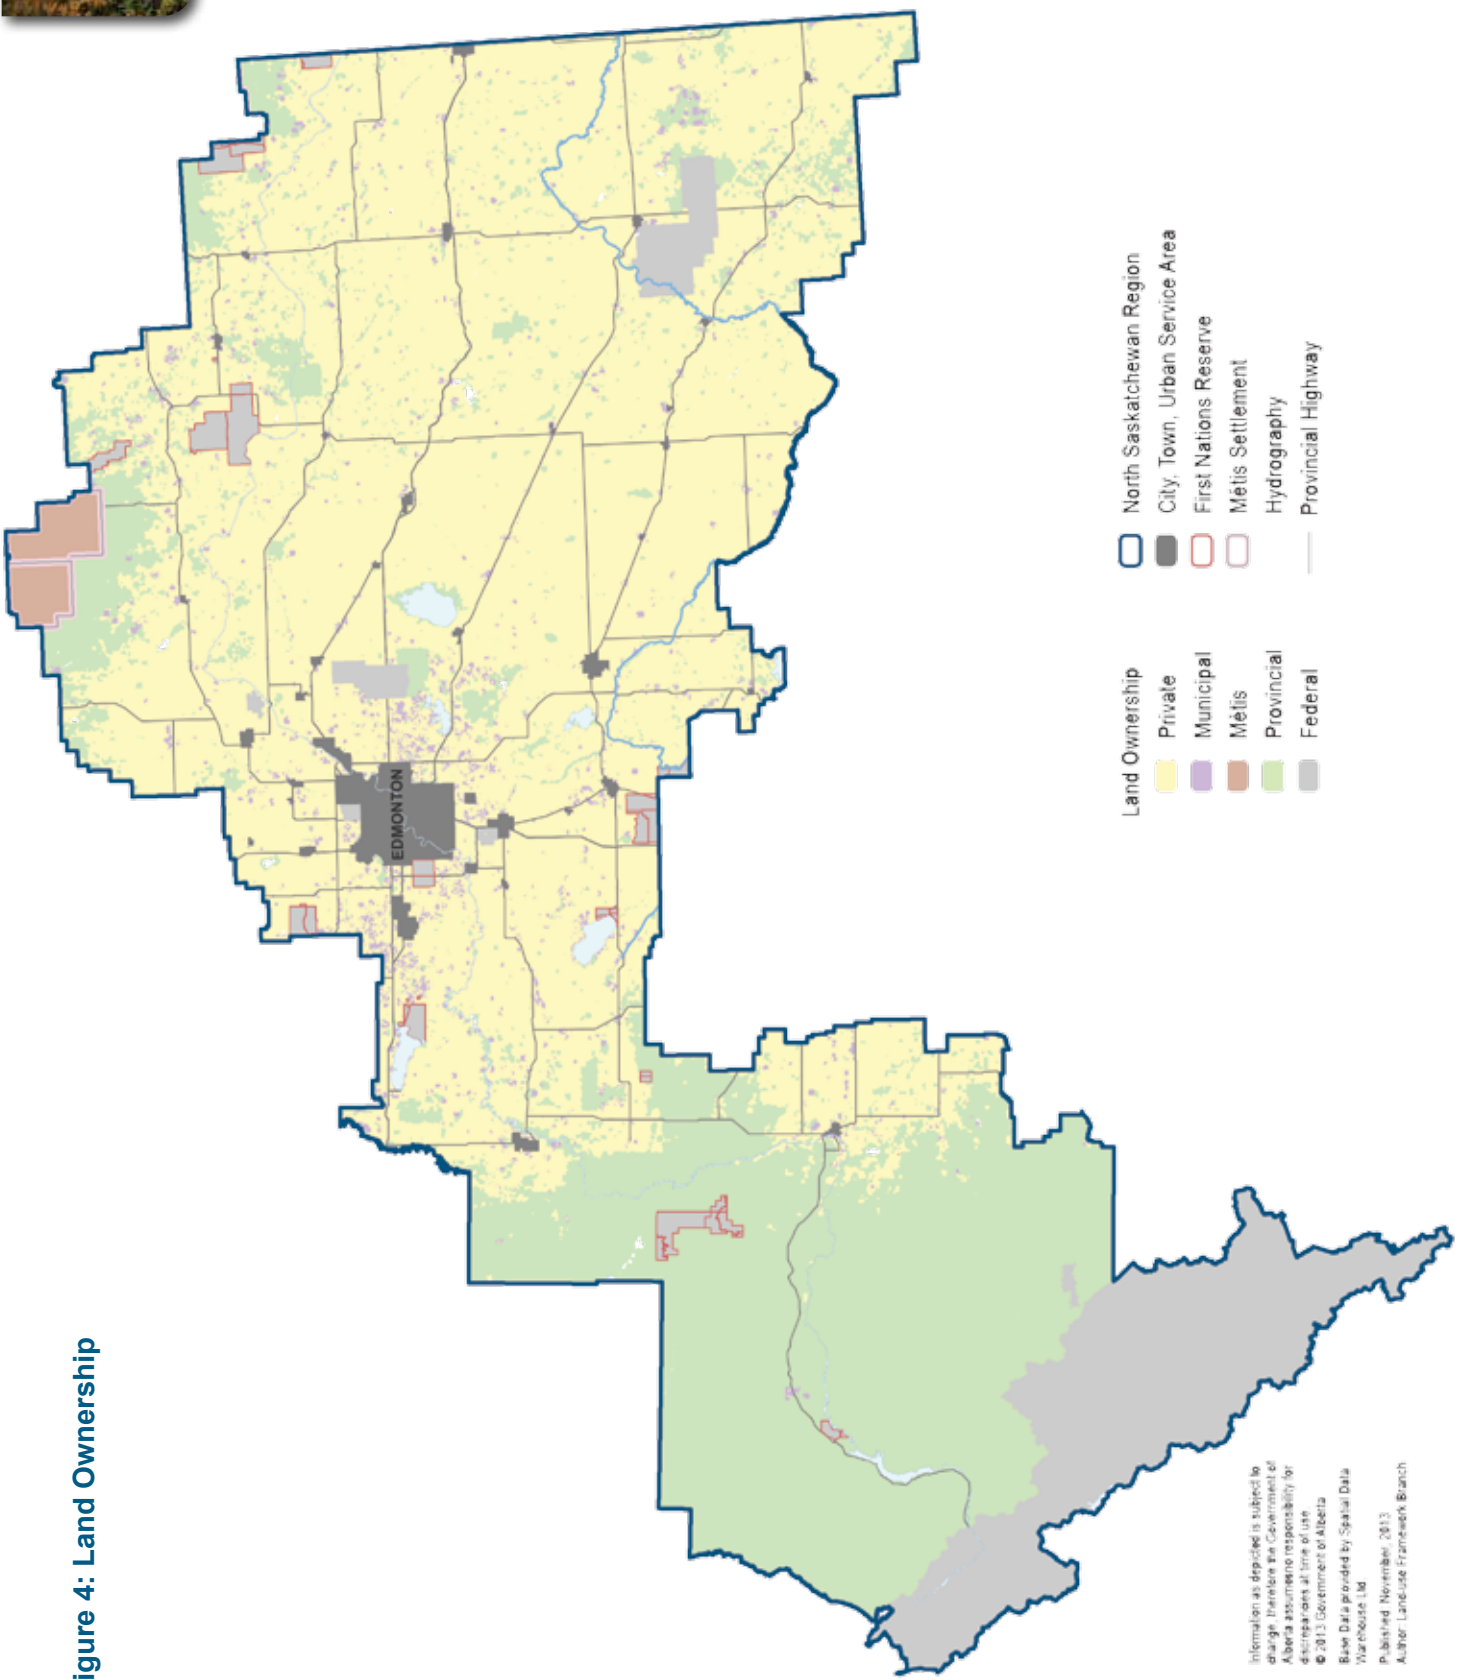 igure 4: Land Ownership
EDMONTON
Land Ownership
Private
Municipal
Métis
Provincial
Federal
North Saskatchewan Region
City, Town, Urban Service Area
First Nations Reserve
Métis Settlement
Hydrography
Provincial Highway
Information as depicted is subject to
change, therefore the Government of
Alberta assumes no responsibility for
discrepancies at time of use
© 2013 Government of Alberta
Base Data provided by Spatial Data
Warehouse Ltd
Published November, 2013
Author Land-use Framework Branch